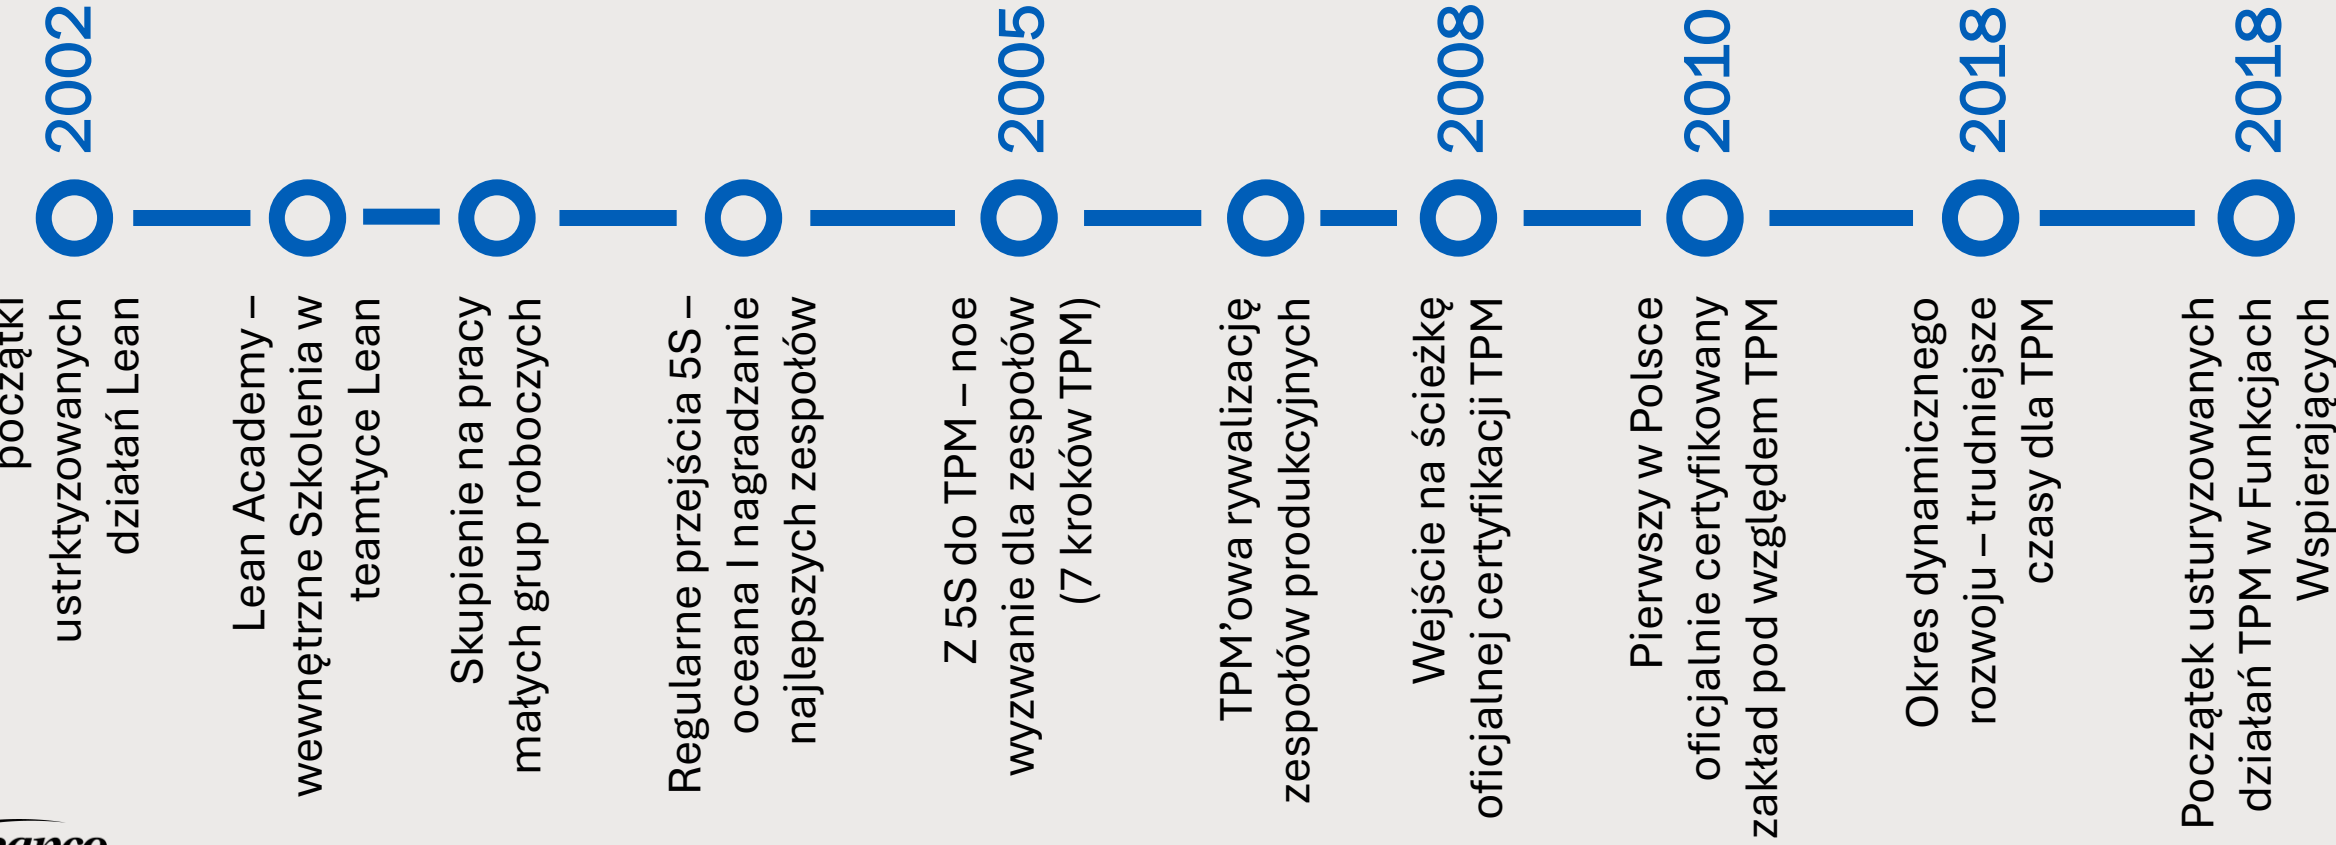 2002
początki
ustrktyzowanych
działań Lean
Lean Academy –
wewnętrzne Szkolenia w
teamtyce Lean
Skupienie na pracy
małych grup roboczych
Regularne przejścia 5S –
oceana I nagradzanie
najlepszych zespołów
2005
Z 5S do TPM – noe
wyzwanie dla zespołów
(7 kroków TPM)
TPM’owa rywalizację
zespołów produkcyjnych
2008
Wejście na ścieżkę
oficjalnej certyfikacji TPM
2010
Pierwszy w Polsce
oficjalnie certyfikowany
zakład pod względem TPM
2018
Okres dynamicznego
rozwoju – trudniejsze
czasy dla TPM
2018
Początek usturyzowanych
działań TPM w Funkcjach
Wspierających